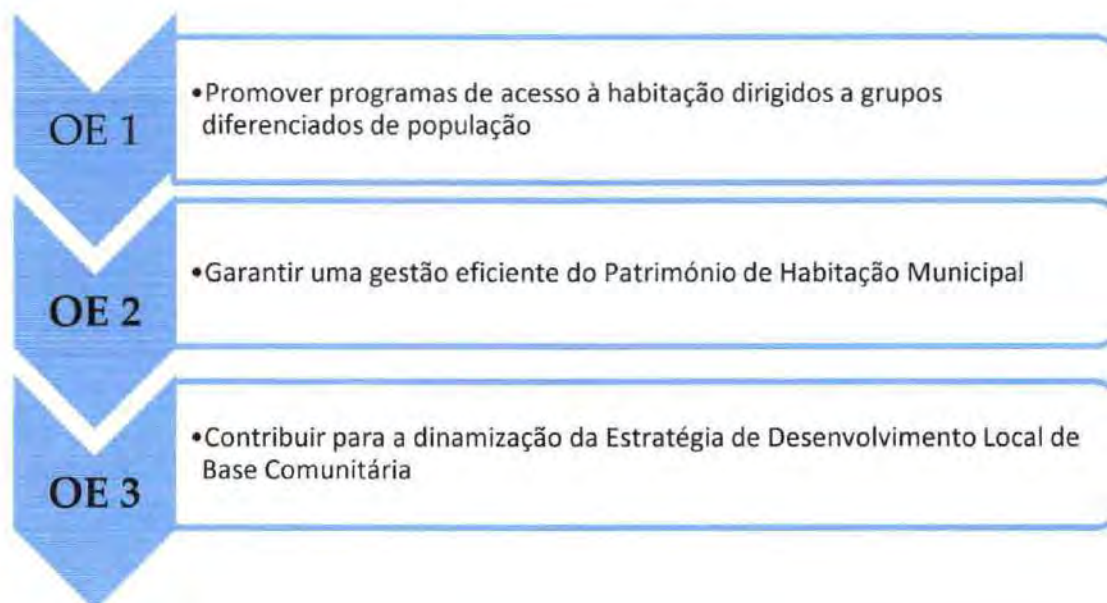 OE 1
•Promover programas de acesso à habitação dirigidos a grupos
diferenciados de população
OE 2
•Garantir uma gestão eficiente do Património de Habitação Municipal
OE 3
•Contribuir para a dinamização da Estratégia de Desenvolvimento Local de
Base Comunitária